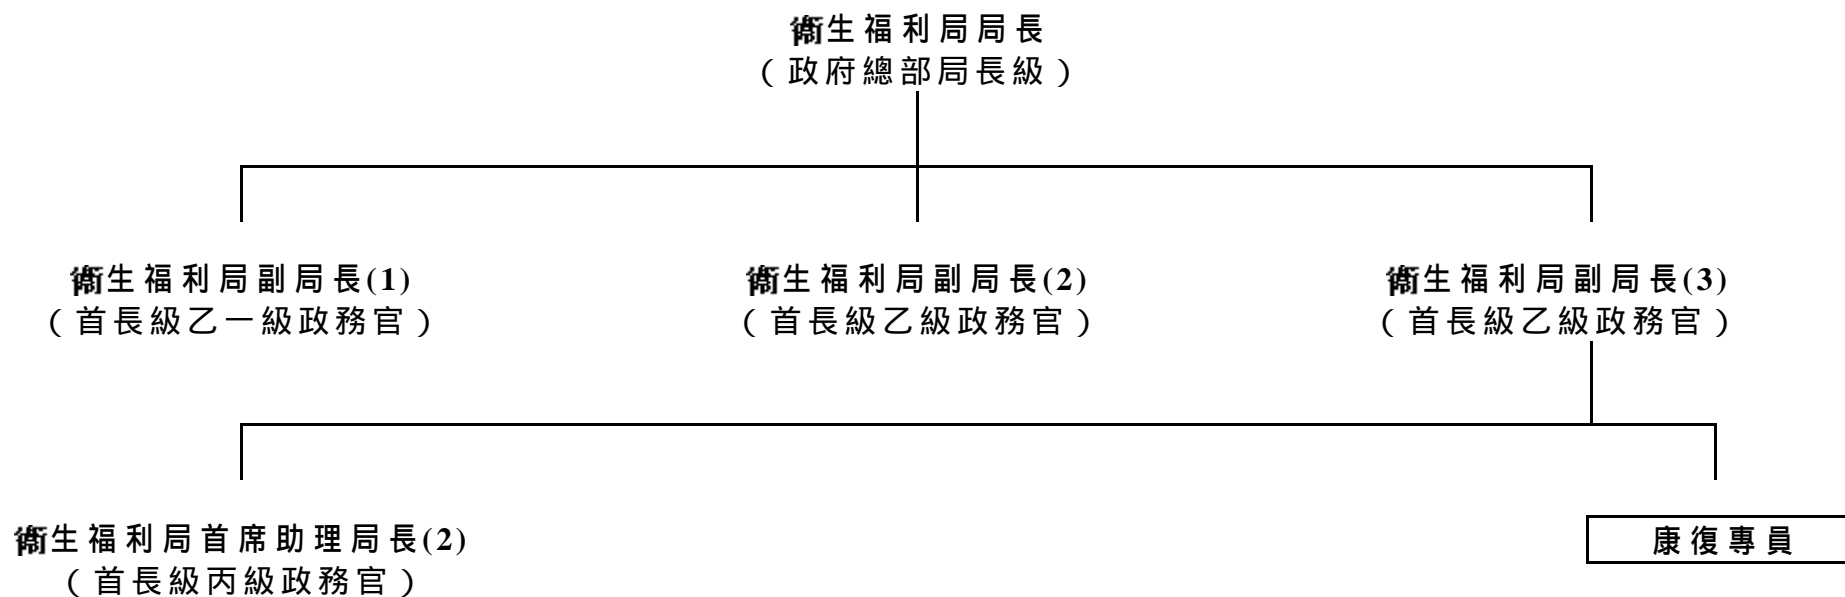 衞生福利局局長
（政府總部局長級）
衞生福利局副局長(1)
（首長級乙一級政務官）
衞生福利局副局長(2)
（首長級乙級政務官）
衞生福利局副局長(3)
（首長級乙級政務官）
衞生福利局首席助理局長(2)
（首長級丙級政務官）
康復專員